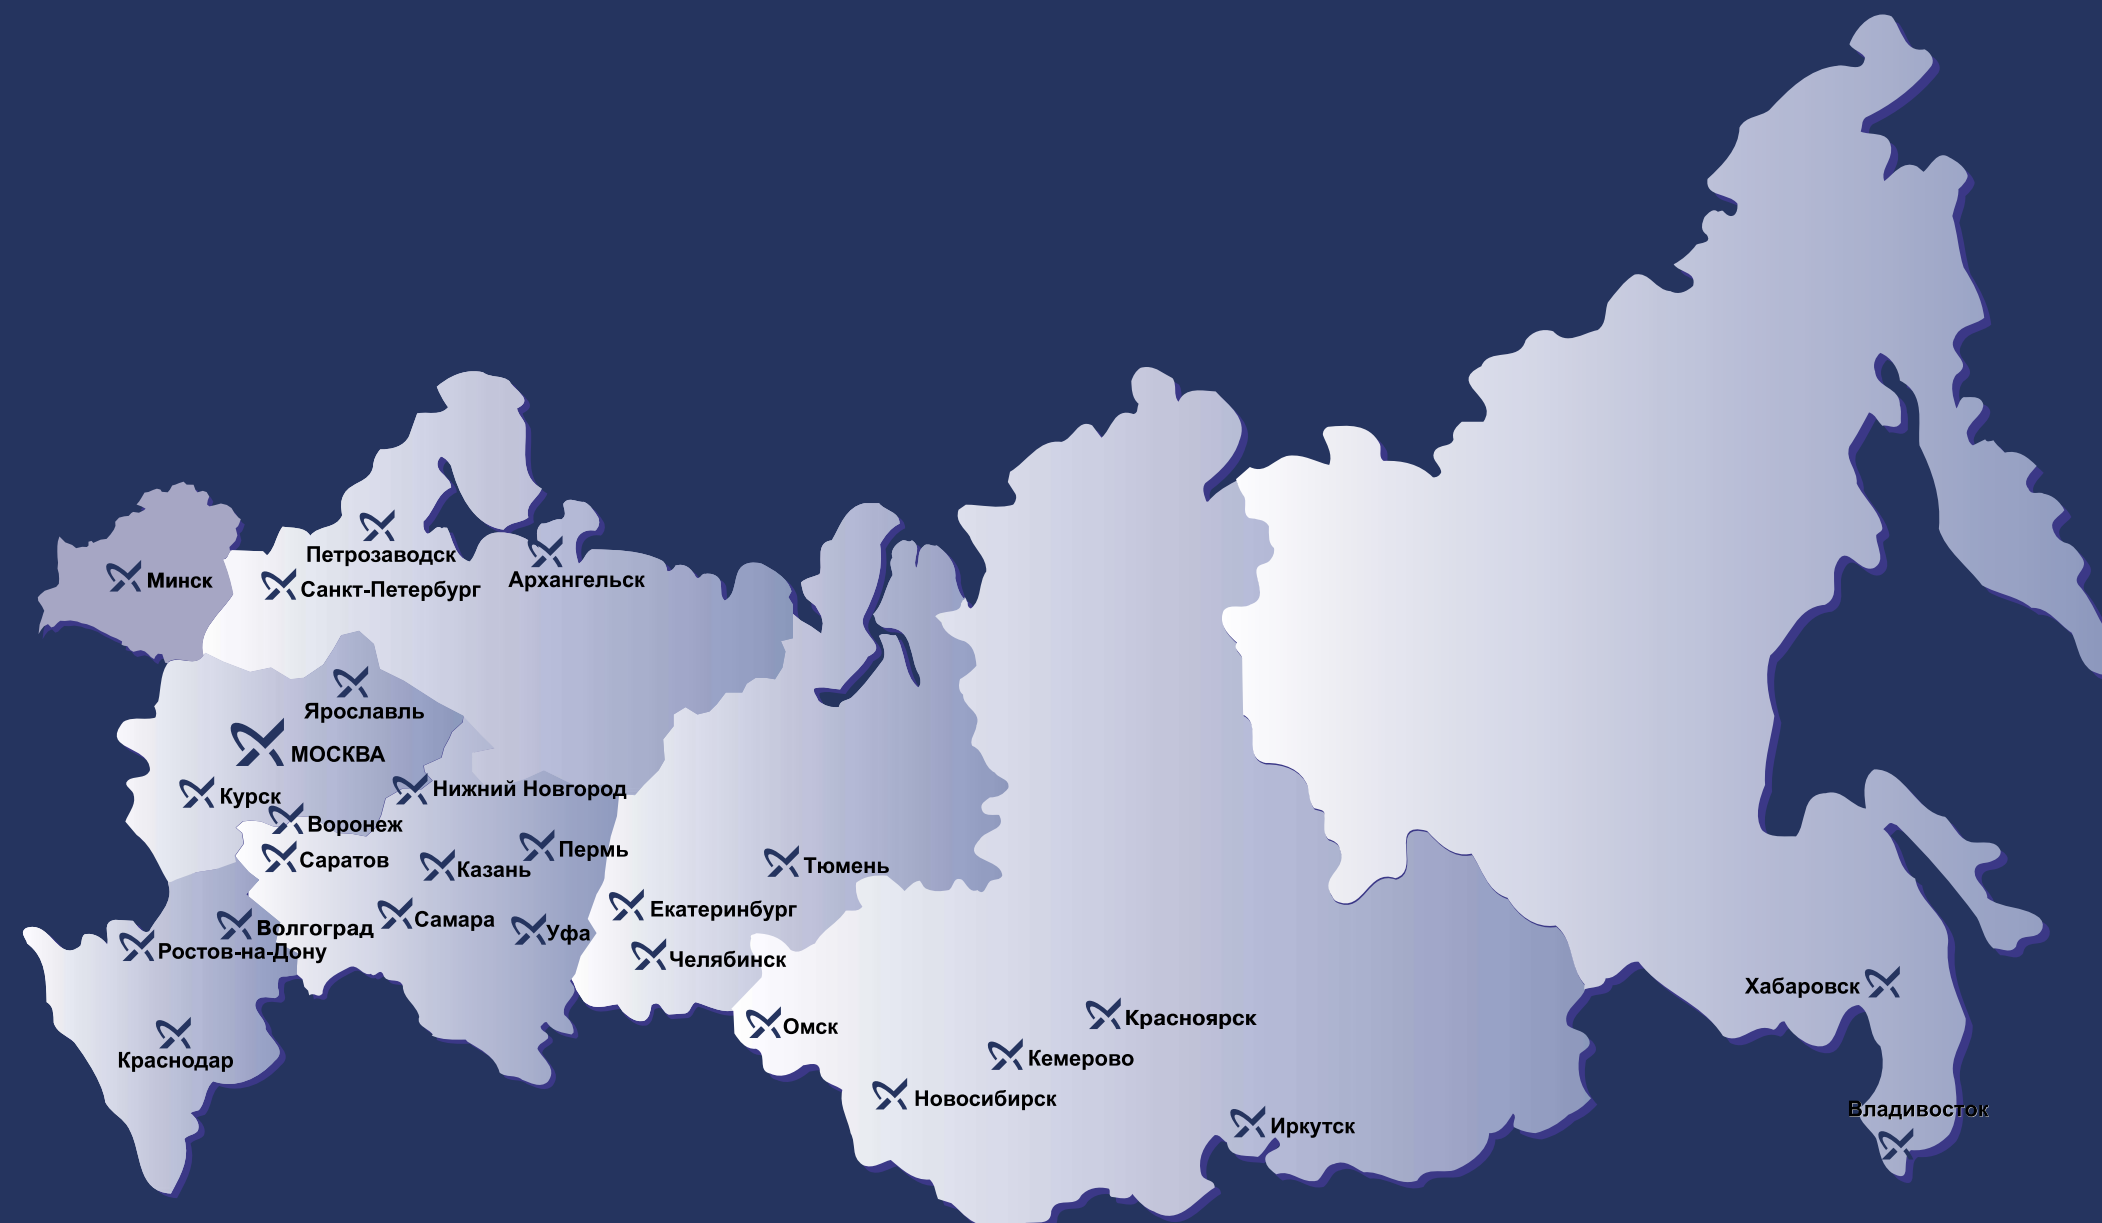 Петрозаводск
Минск
Санкт-Петербург
Архангельск
Ярославль
МОСКВА
Нижний Новгород
Курск
Воронеж
Саратов
Пермь
Казань
Тюмень
Екатеринбург
Самара
Волгоград
Уфа
Ростов-на-Дону
Челябинск
Хабаровск
Красноярск
Омск
Краснодар
Кемерово
Новосибирск
Владивосток
Иркутск